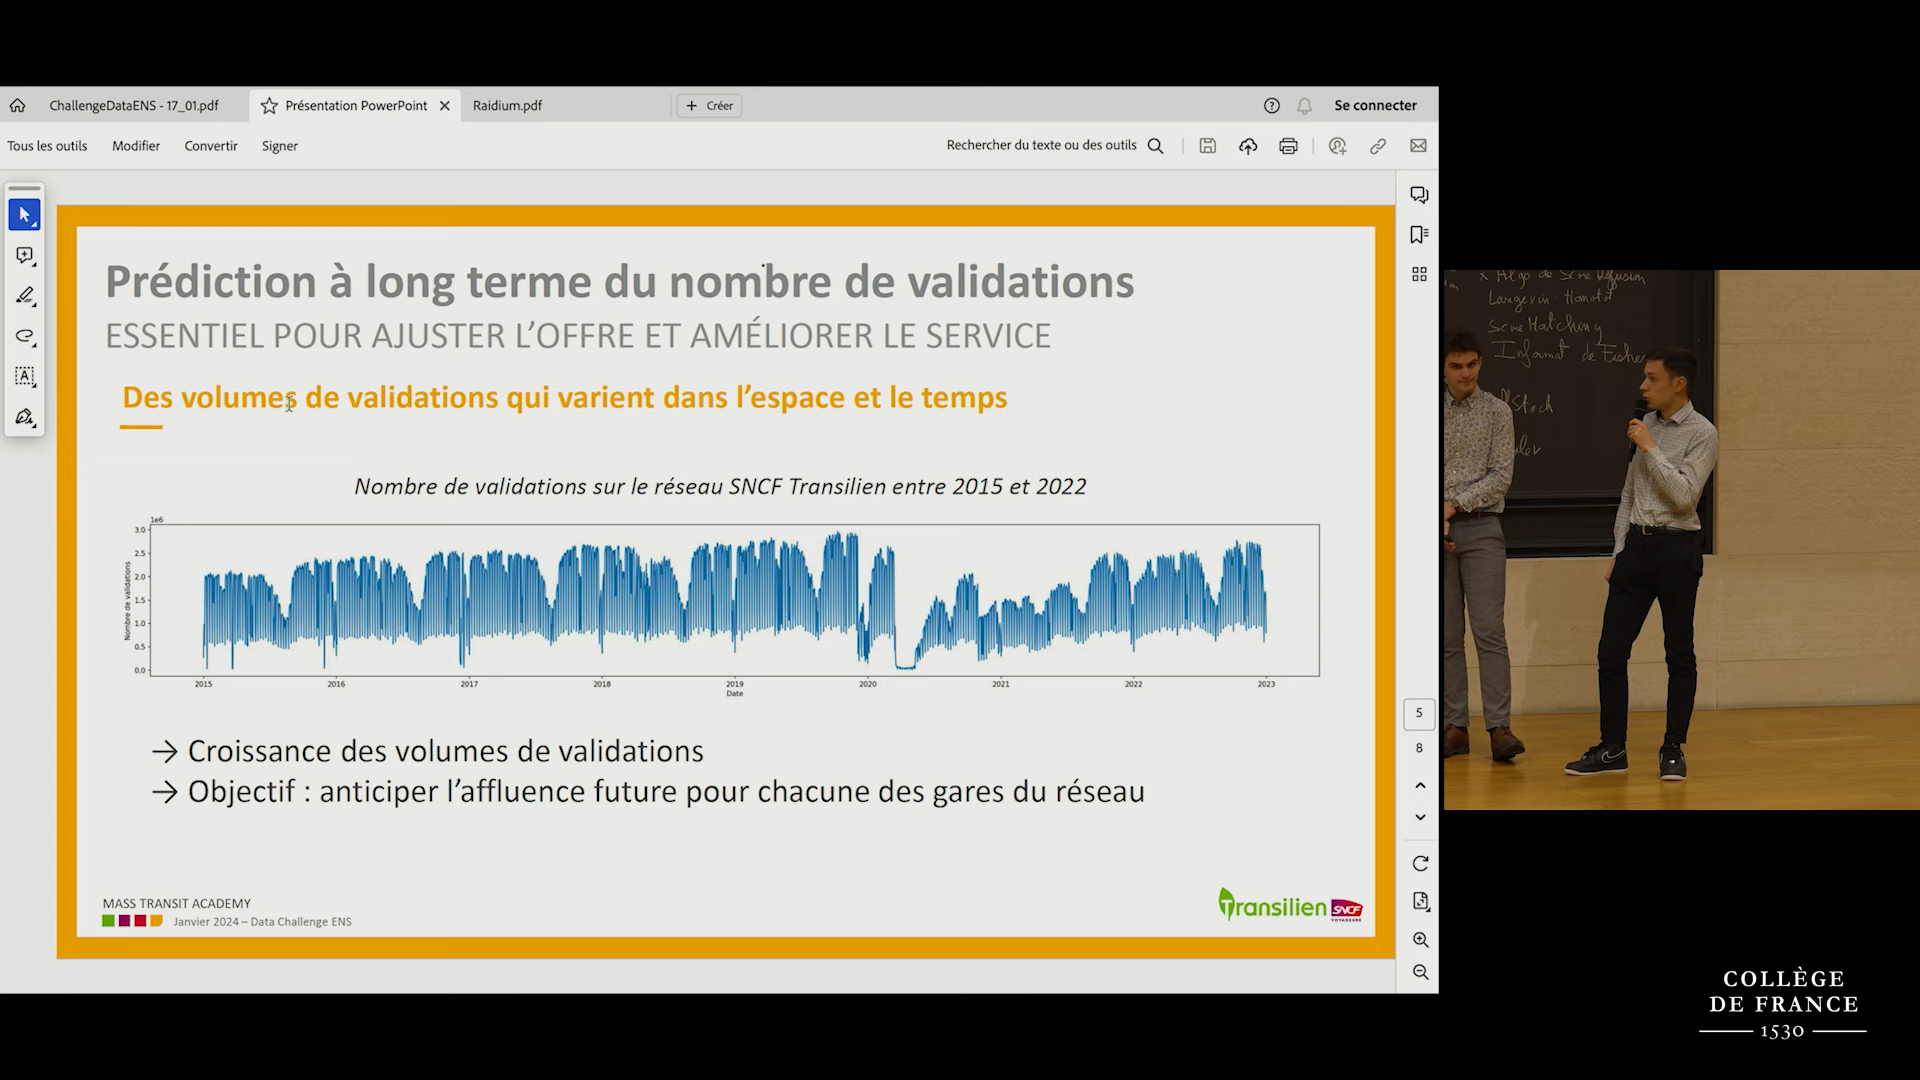 ChallengeDataENS - 17_01.pdf
Présentation PowerPoint
Raidium.pdf
Créer
Se connecter
Tous les outils
Modifier
Convertir
Signer
Rechercher du texte ou des outils
Prédiction à long terme du nombre de validations
ESSENTIEL POUR AJUSTER L’OFFRE ET AMÉLIORER LE SERVICE
Des volumes de validations qui varient dans l’espace et le temps
Nombre de validations sur le réseau SNCF Transilien entre 2015 et 2022
1e6
3.0
2.5
2.0
1.5
1.0
0.5
0.0
Nombre de validations
2015 2016 2017 2018 2019 2020 2021 2022 2023
Date
→ Croissance des volumes de validations
→ Objectif : anticiper l’affluence future pour chacune des gares du réseau
MASS TRANSIT ACADEMY
Janvier 2024 – Data Challenge ENS
Transilien SNCF
VOYAGEURS
5
8
Langevin
Score Matching
de Fisher
COLLÈGE
DE FRANCE
1530